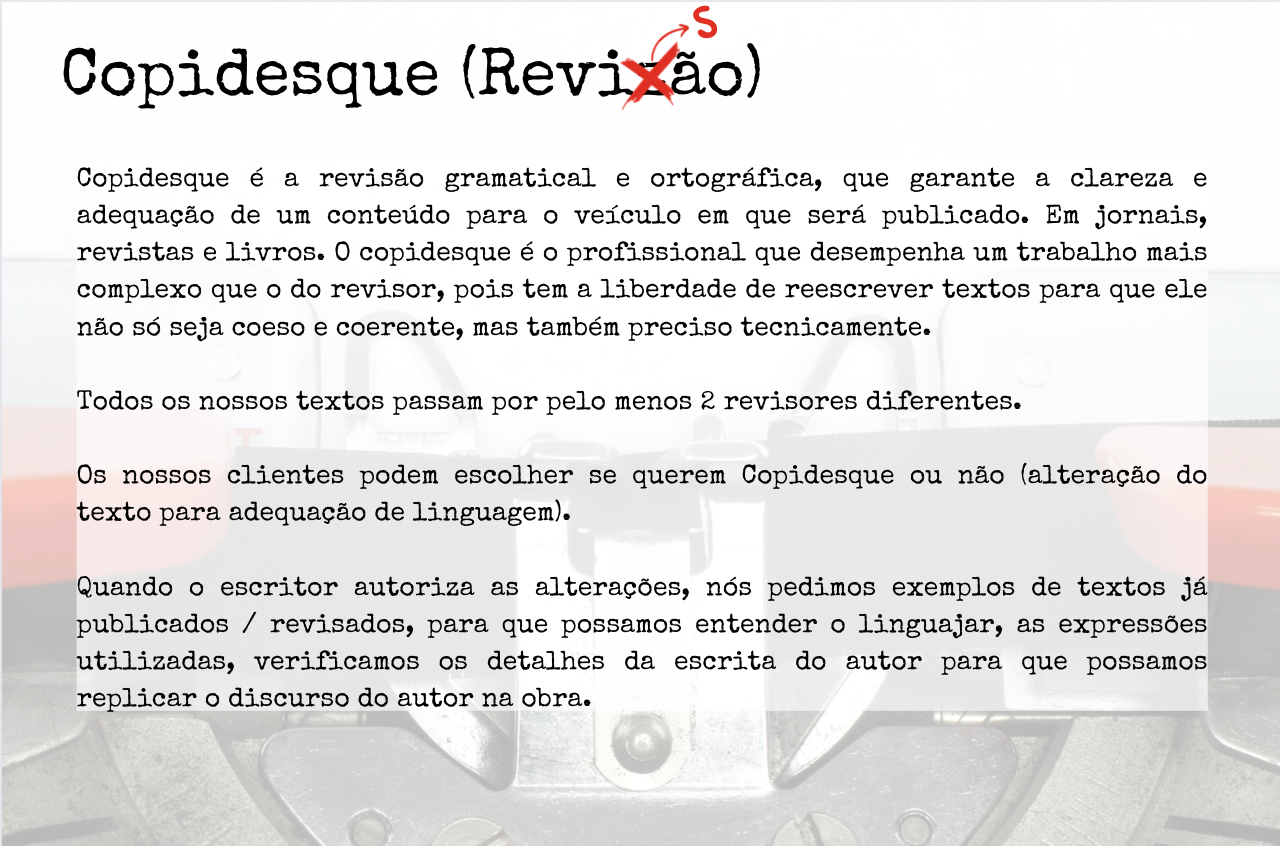 S
Copidesque (Revizão)
Copidesque é a revisão gramatical e ortográfica, que garante a clareza e
adequação de um conteúdo para o veículo em que será publicado. Em jornais,
revistas e livros. O copidesque é o profissional que desempenha um trabalho mais
complexo que o do revisor, pois tem a liberdade de reescrever textos para que ele
não só seja coeso e coerente, mas também preciso tecnicamente.
Todos os nossos textos passam por pelo menos 2 revisores diferentes.
Os nossos clientes podem escolher se querem Copidesque ou não (alteração do
texto para adequação de linguagem).
Quando o escritor autoriza as alterações, nós pedimos exemplos de textos já
publicados / revisados, para que possamos entender o linguajar, as expressões
utilizadas, verificamos os detalhes da escrita do autor para que possamos
replicar o discurso do autor na obra.